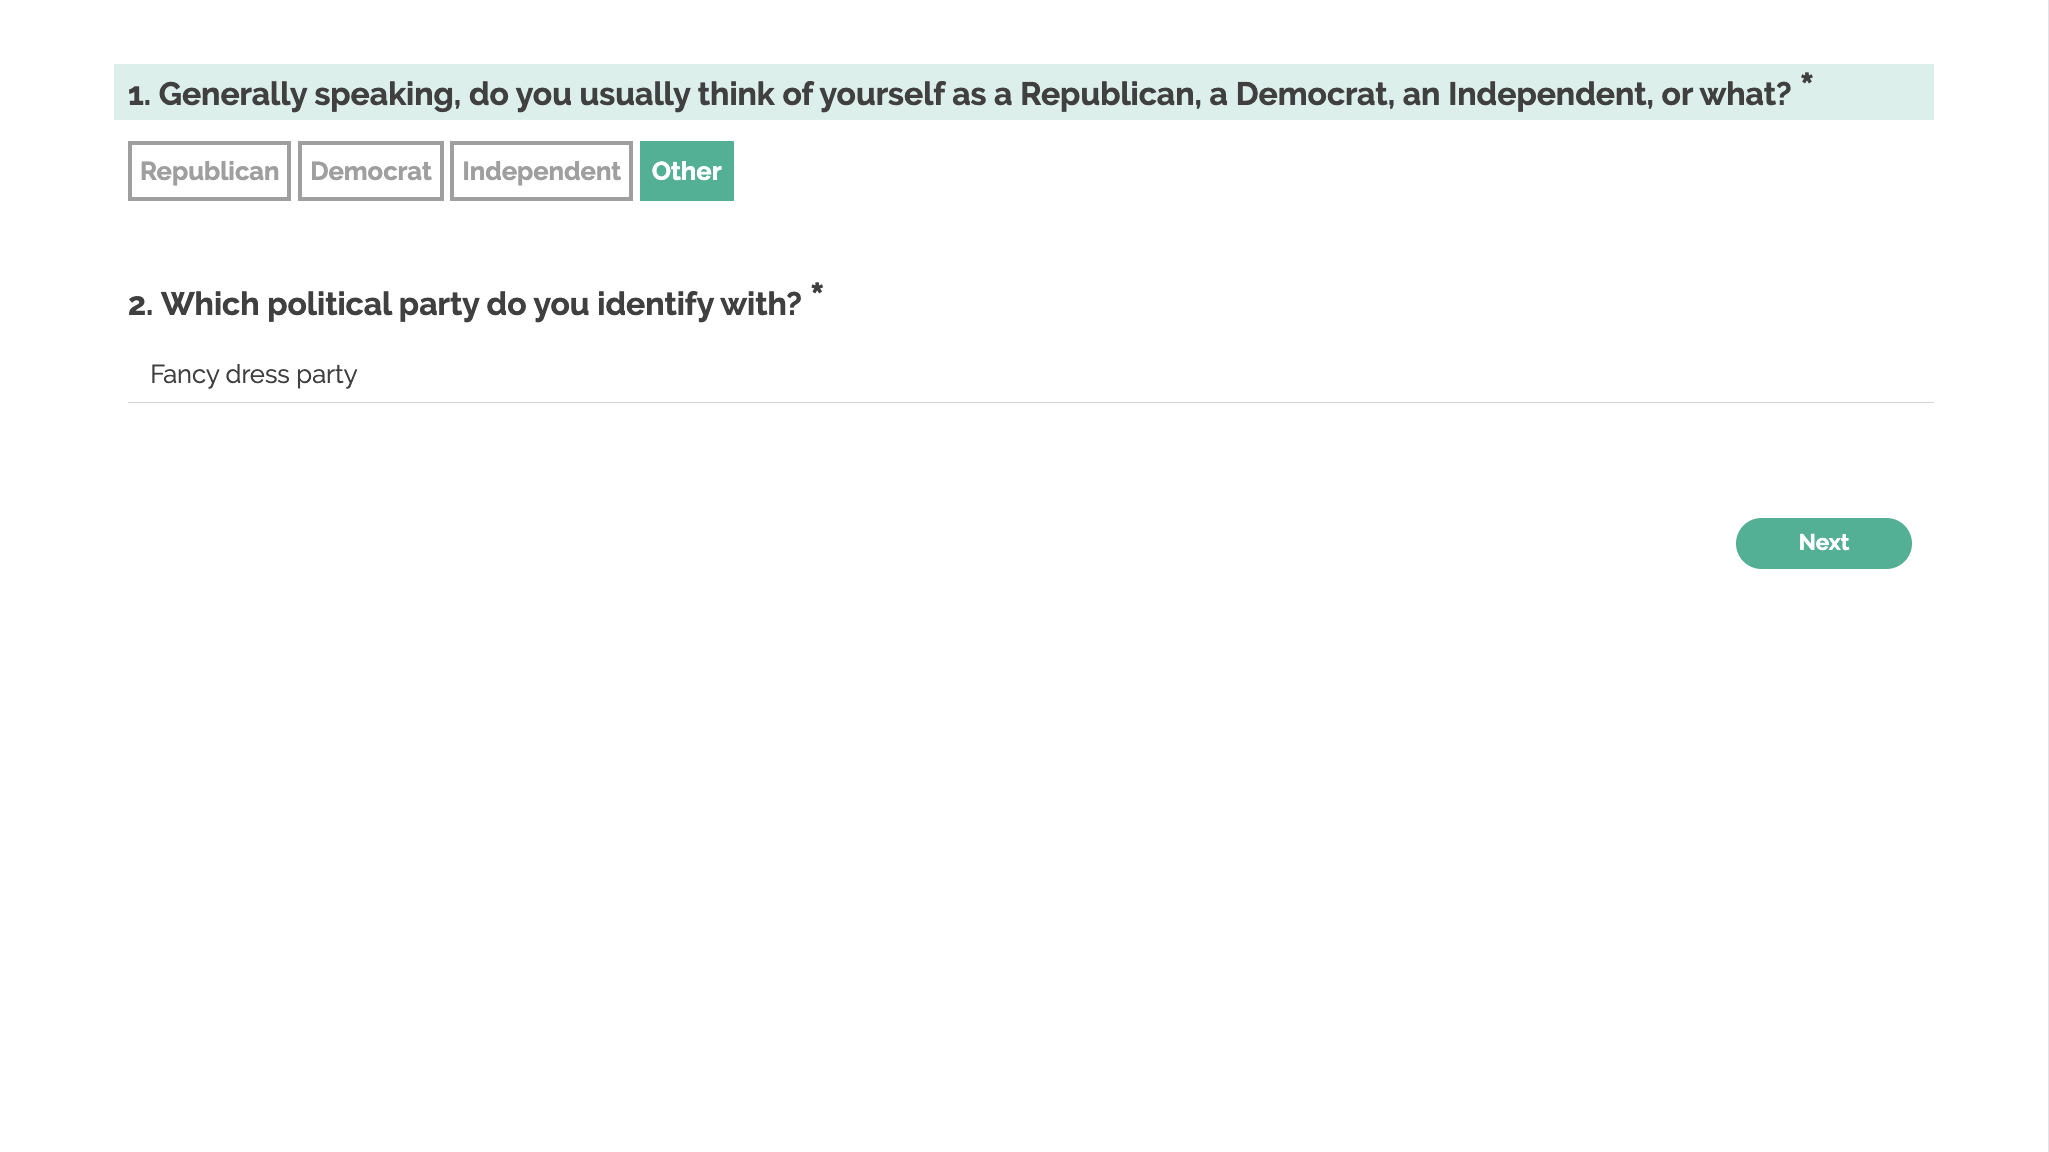 1. Generally speaking, do you usually think of yourself as a Republican, a Democrat, an Independent, or what? *
Republican Democrat Independent Other
2. Which political party do you identify with? *
Fancy dress party
Next